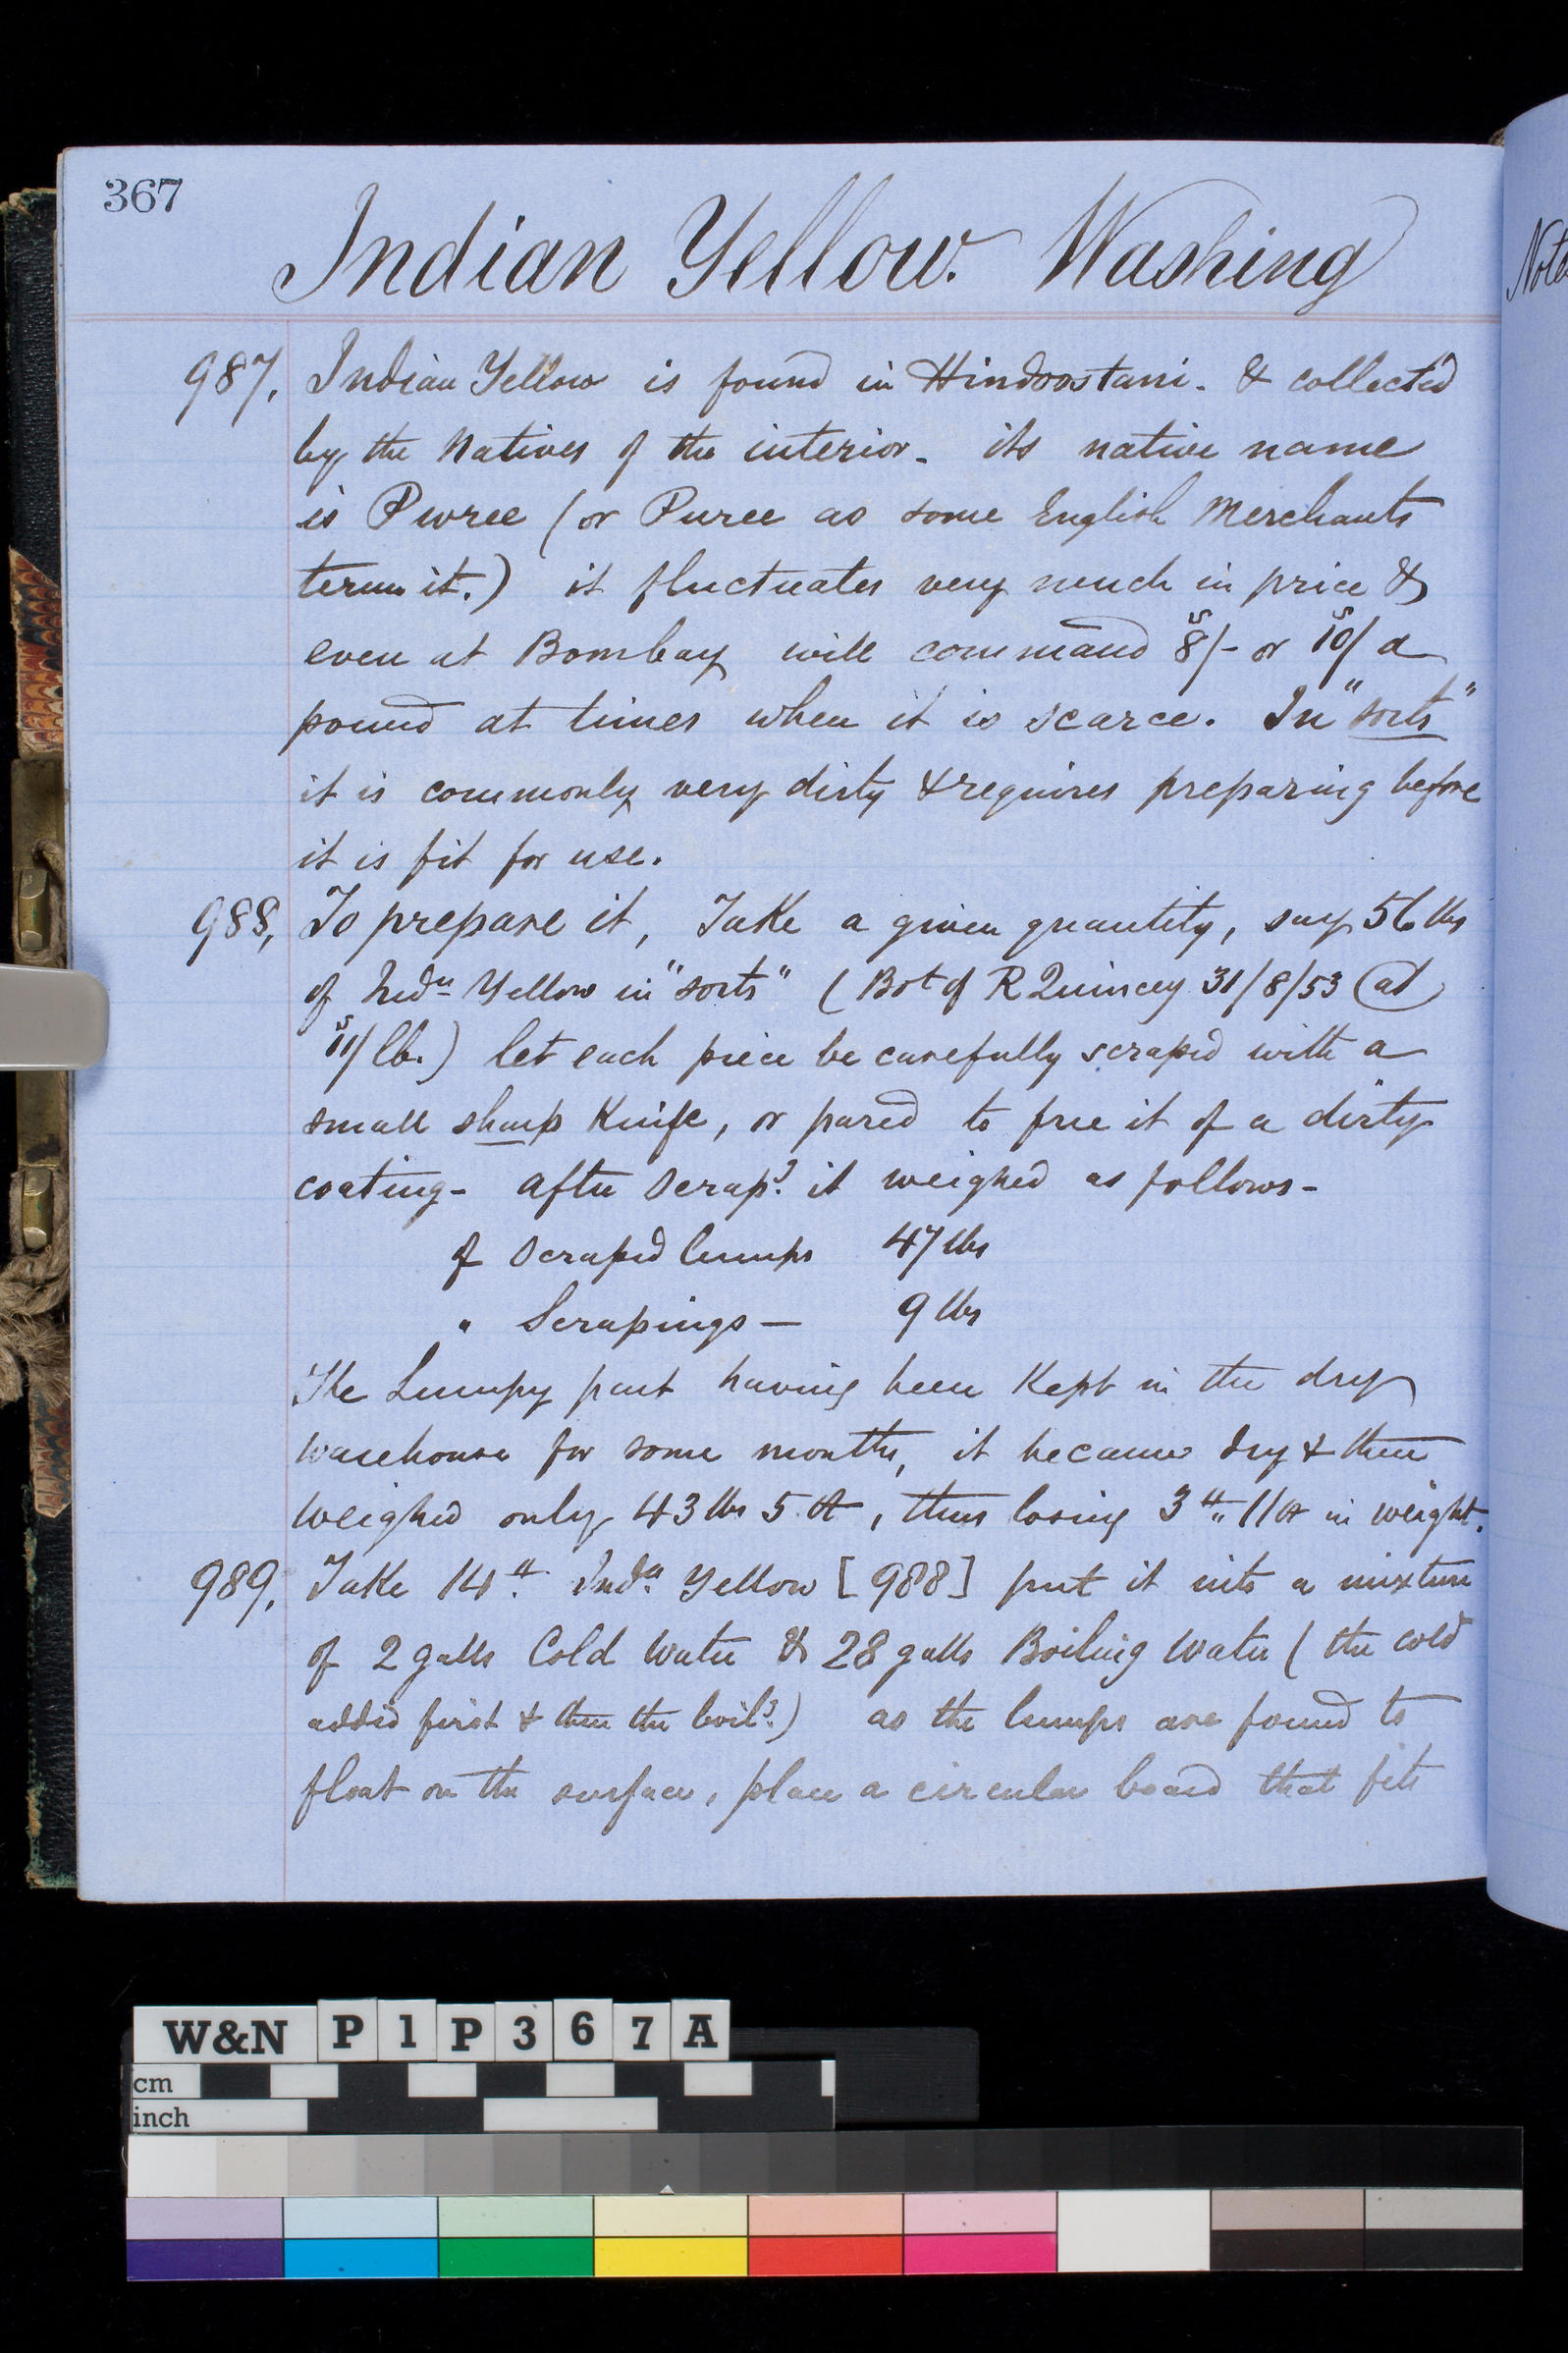 367
Indian Yellow. Washing
Note
987, Indian Yellow is found in Hindoostani. & collected
by the Natives of the interior. its native name
is Pwree (or Puree as some English Merchants
term it.) it fluctuates very much in price &
even at Bombay will command 8s/- or 10s/ a
pound at times when it is scarce. In "sorts"
it is commonly very dirty & requires preparing before
it is fit for use.
988, To prepare it, Take a given quantity, say 56 lbs
of Indn Yellow in "sorts" (Bot of R Quincey 31/8/53 @
11s/ lb.) let each piece be carefully scraped with a
small sharp Knife, or pared to free it of a dirty
coating- after scrapg. it weighed as follows-
of scraped lumps 47 lbs
" Scrapings — 9 lbs
The Lumpy part having been Kept in the dry
warehouse for some months, it became dry & then
weighed only 43 lbs 5 oz, thus losing 3 lb " 11 oz in weight.
989, Take 14 lb Indn. Yellow [988] put it into a mixture
of 2 galls Cold Water & 28 galls Boiling Water (the cold
added first & then the boilg.) as the lumps are found to
float on the surface, place a circular board that fits
W&N P1P367A
cm
inch